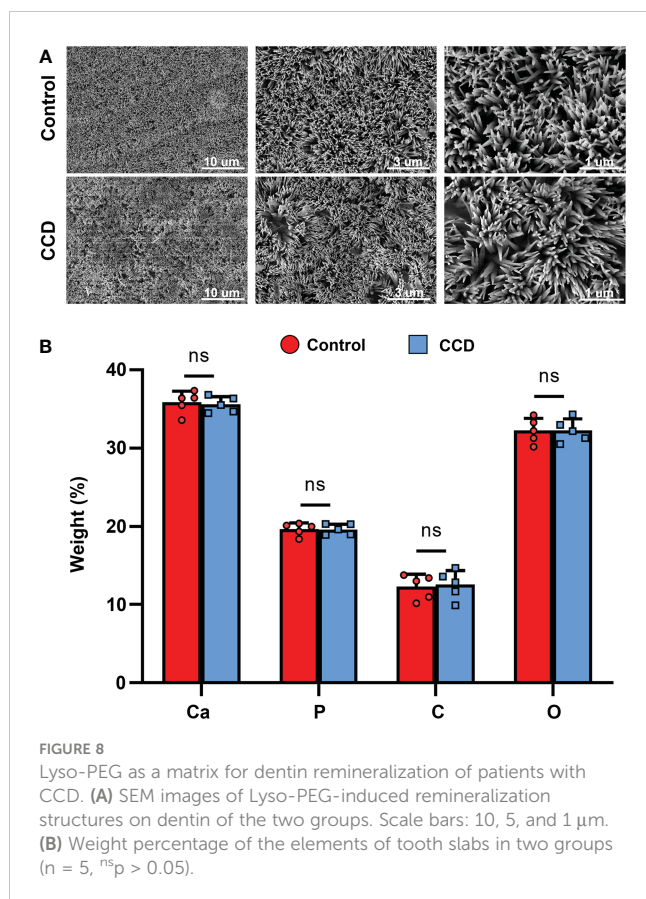 A
Control
10 um
3 um
1 um
CCD
10 um
3 um
1 um
B
Control
CCD
Weight (%)
40
30
20
10
0
ns
ns
ns
ns
Ca
P
C
O
FIGURE 8
Lyso-PEG as a matrix for dentin remineralization of patients with
CCD. (A) SEM images of Lyso-PEG-induced remineralization
structures on dentin of the two groups. Scale bars: 10, 5, and 1 μm.
(B) Weight percentage of the elements of tooth slabs in two groups
(n = 5, nsp > 0.05).